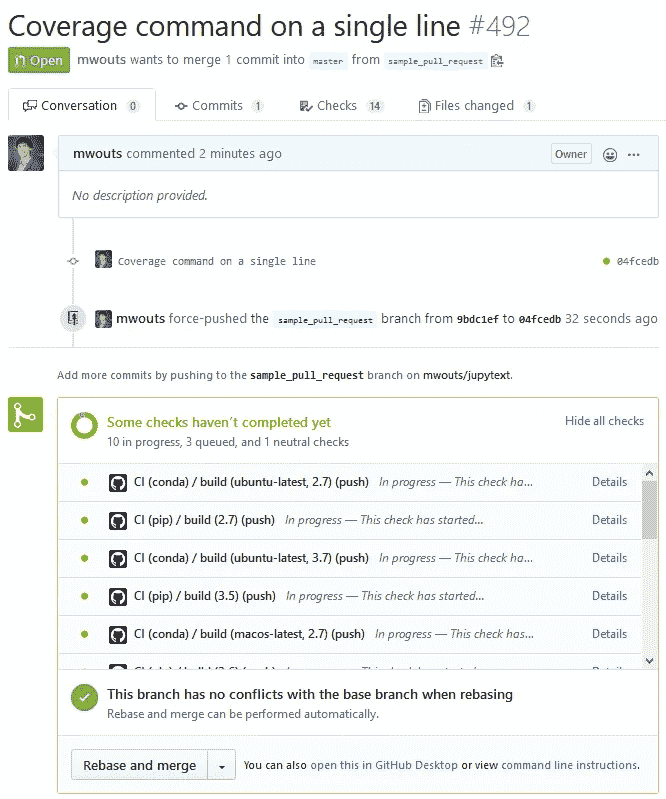 Coverage command on a single line #492
Open mwouts wants to merge 1 commit into master from sample_pull_request
Conversation 0 Commits 1 Checks 14 Files changed 1
mwouts commented 2 minutes ago Owner ...
No description provided.
Coverage command on a single line 04fcedb
mwouts force-pushed the sample_pull_request branch from 9bdc1ef to 04fcedb 32 seconds ago
Add more commits by pushing to the sample_pull_request branch on mwouts/jupytext.
Some checks haven't completed yet Hide all checks
10 in progress, 3 queued, and 1 neutral checks
CI (conda) / build (ubuntu-latest, 2.7) (push) In progress — This check ha... Details
CI (pip) / build (2.7) (push) In progress — This check has started... Details
CI (conda) / build (ubuntu-latest, 3.7) (push) In progress — This check ha... Details
CI (pip) / build (3.5) (push) In progress — This check has started... Details
CI (conda) / build (macos-latest, 2.7) (push) In progress — This check has... Details
This branch has no conflicts with the base branch when rebasing
Rebase and merge can be performed automatically.
Rebase and merge You can also open this in GitHub Desktop or view command line instructions.